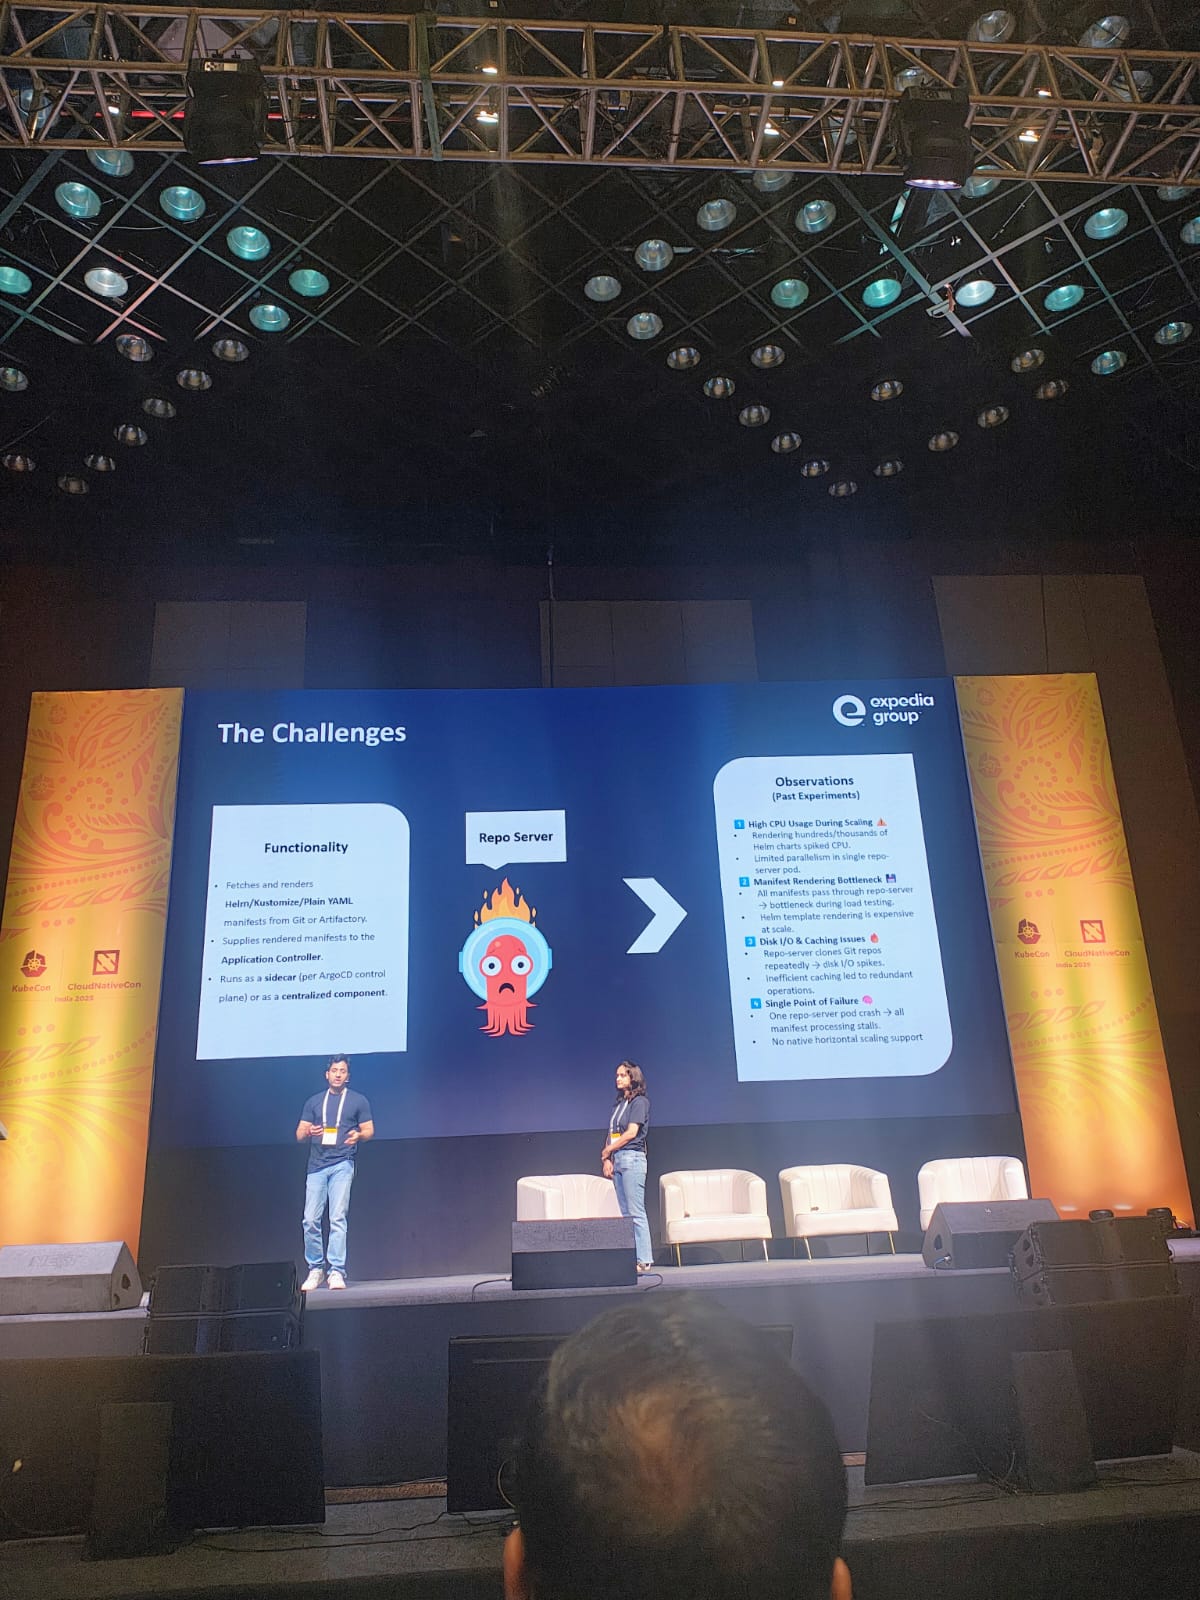 The Challenges
expedia
group
Functionality
Fetches and renders
Helm/Kustomize/Plain YAML
manifests from Git or Artifactory.
Supplies rendered manifests to the
Application Controller.
Runs as a sidecar (per ArgoCD control
plane) or as a centralized component.
Repo Server
Observations
(Past Experiments)
1 High CPU Usage During Scaling
Rendering hundreds/thousands of
Helm charts spiked CPU.
Limited parallelism in single repo-
server pod.
2 Manifest Rendering Bottleneck
All manifests pass through repo-server
→ bottleneck during load testing.
Helm template rendering is expensive
at scale.
3 Disk I/O & Caching Issues
Repo-server clones Git repos
repeatedly → disk I/O spikes.
Inefficient caching led to redundant
operations.
4 Single Point of Failure
One repo-server pod crash → all
manifest processing stalls.
No native horizontal scaling support
KubeCon
CloudNativeCon
India 2025
KubeCon
CloudNativeCon
India 2025